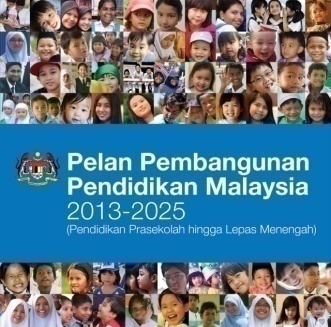 Pelan Pembangunan
Pendidikan Malaysia
2013-2025
(Pendidikan Prasekolah hingga Lepas Menengah)